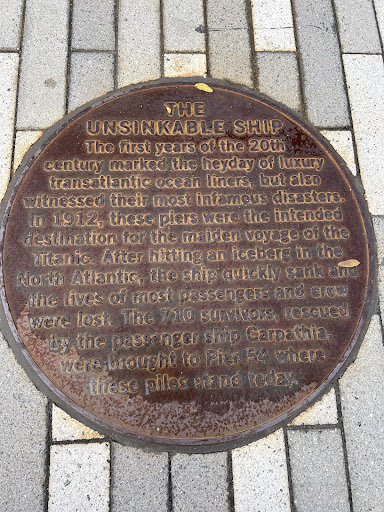 THE
UNSINKABLE SHIP
The first years of the 20th
century marked the heyday of luxury
transatlantic ocean liners, but also
witnessed their most infamous disasters.
In 1912, these piers were the intended
destination for the maiden voyage of the
Titanic. After hitting an iceberg in the
North Atlantic, the ship quickly sank and
the lives of most passengers and crew
were lost. The 710 survivors, rescued
by the passenger ship Carpathia,
were brought to Pier 54 where
these piles stand today.